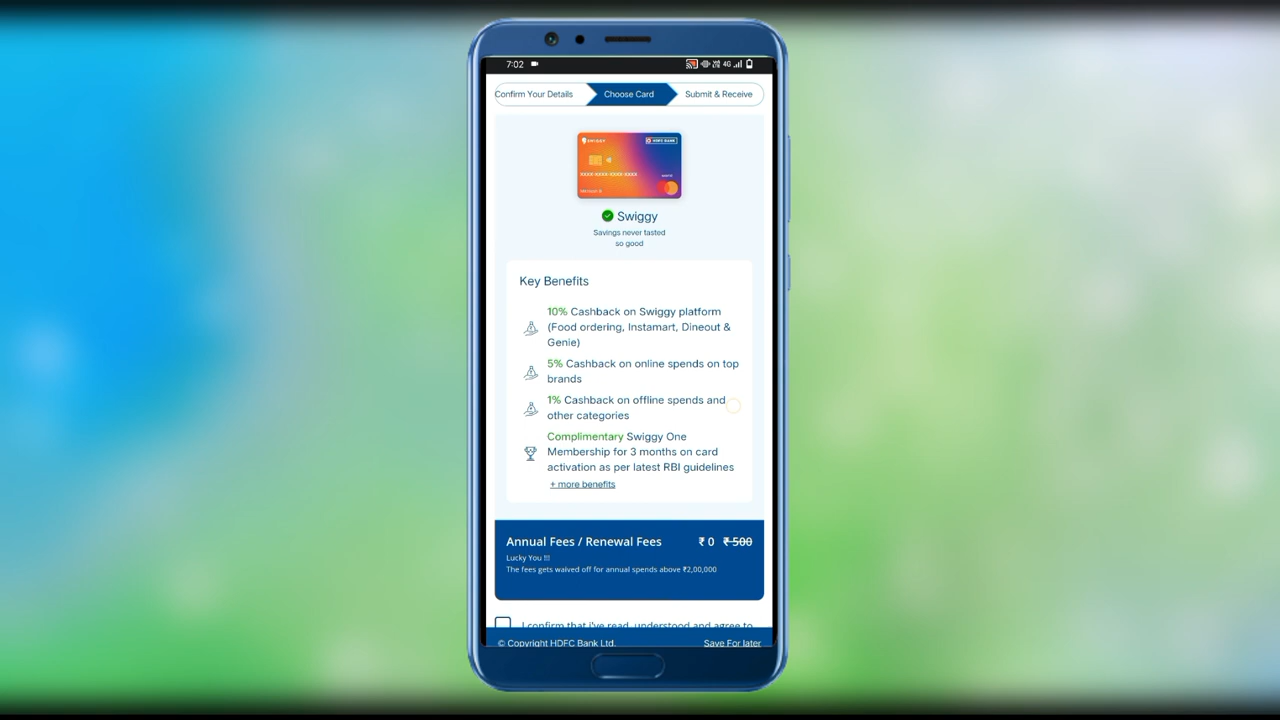 7:02
4G
Confirm Your Details
Choose Card
Submit & Receive
SWIGGY
HDFC BANK
XXXX-XXXX-XXXX-XXXX
Swiggy
Savings never tasted
so good
Key Benefits
10% Cashback on Swiggy platform
(Food ordering, Instamart, Dineout &
Genie)
5% Cashback on online spends on top
brands
1% Cashback on offline spends and
other categories
Complimentary Swiggy One
Membership for 3 months on card
activation as per latest RBI guidelines
+ more benefits
Annual Fees / Renewal Fees ₹ 0 ₹ 500
Lucky You !!!
The fees gets waived off for annual spends above ₹2,00,000
I confirm that i've read, understood and agree to
© Copyright HDFC Bank Ltd.
Save For later